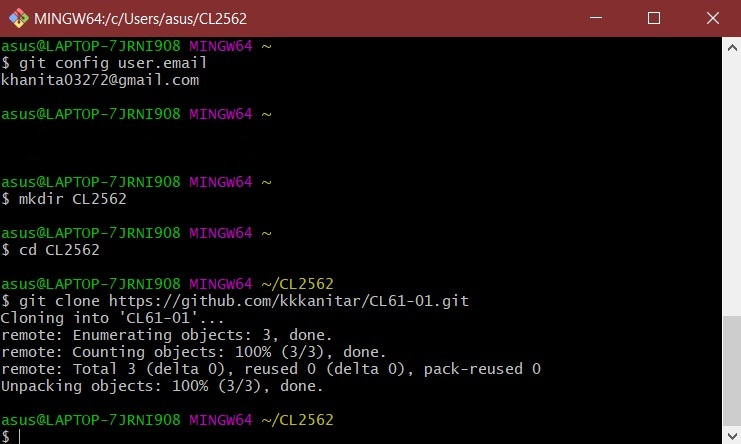 MINGW64:/c/Users/asus/CL2562
asus@LAPTOP-7JRNI908 MINGW64 ~
$ git config user.email
khanita03272@gmail.com
asus@LAPTOP-7JRNI908 MINGW64 ~
asus@LAPTOP-7JRNI908 MINGW64 ~
$ mkdir CL2562
asus@LAPTOP-7JRNI908 MINGW64 ~
$ cd CL2562
asus@LAPTOP-7JRNI908 MINGW64 ~/CL2562
$ git clone https://github.com/kkkanitar/CL61-01.git
Cloning into 'CL61-01'...
remote: Enumerating objects: 3, done.
remote: Counting objects: 100% (3/3), done.
remote: Total 3 (delta 0), reused 0 (delta 0), pack-reused 0
Unpacking objects: 100% (3/3), done.
asus@LAPTOP-7JRNI908 MINGW64 ~/CL2562
$